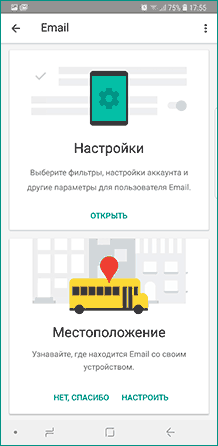 75% 17:55
Email
Настройки
Выберите фильтры, настройки аккаунта и
другие параметры для пользователя Email.
ОТКРЫТЬ
Местоположение
Узнавайте, где находится Email со своим
устройством.
НЕТ, СПАСИБО НАСТРОИТЬ